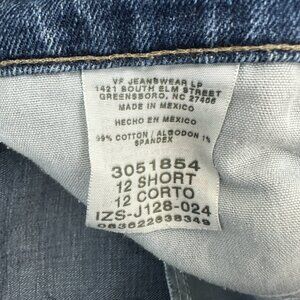 VF JEANSWEAR LP
1421 SOUTH ELM STREET
GREENSBORO, NC 27406
MADE IN MEXICO
HECHO EN MEXICO
99% COTTON / ALGODON 1%
SPANDEX
3051854
12 SHORT
12 CORTO
IZS-J128-024
083622838349